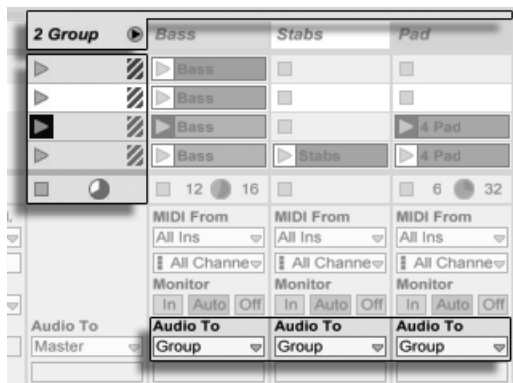 2 Group Bass Stabs Pad
Bass
Bass
Bass 4 Pad
Bass Stabs 4 Pad
12 16 6 32
MIDI From MIDI From MIDI From
All Ins All Ins All Ins
All Channe All Channe All Channe
Monitor Monitor Monitor
In Auto Off In Auto Off In Auto Off
Audio To Audio To Audio To Audio To
Master Group Group Group